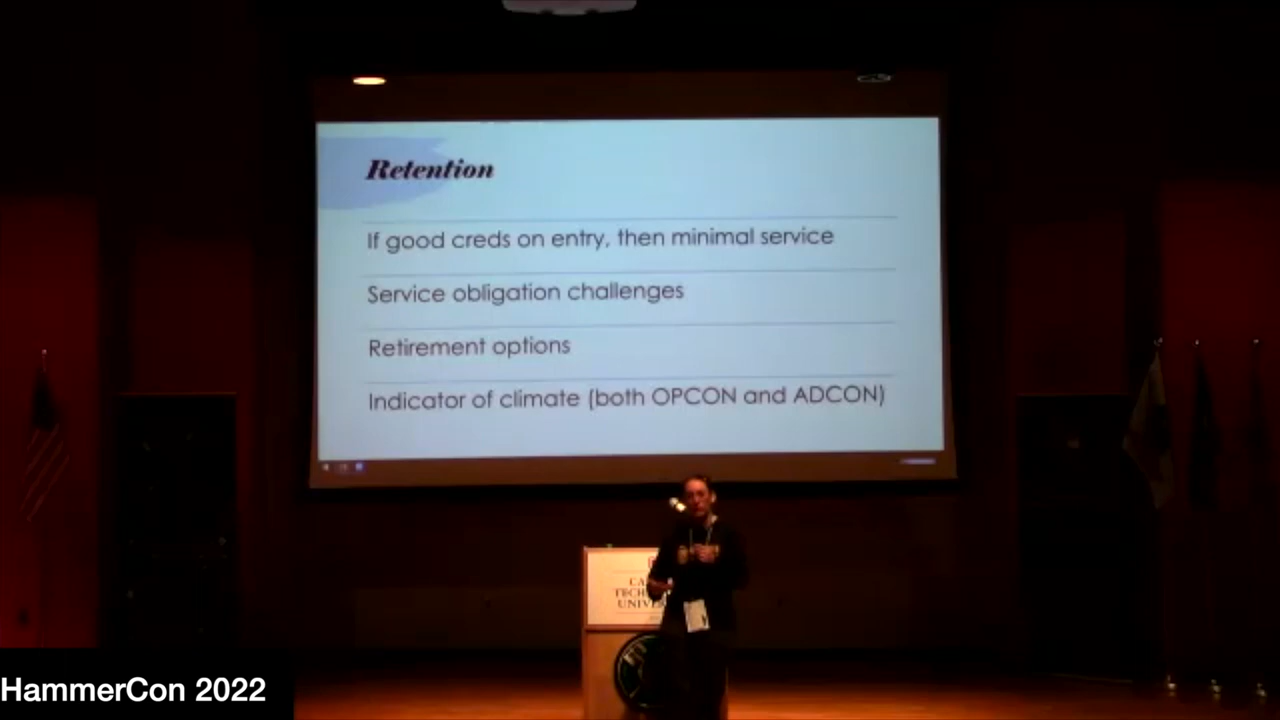 Retention
If good creds on entry, then minimal service
Service obligation challenges
Retirement options
Indicator of climate (both OPCON and ADCON)
HammerCon 2022